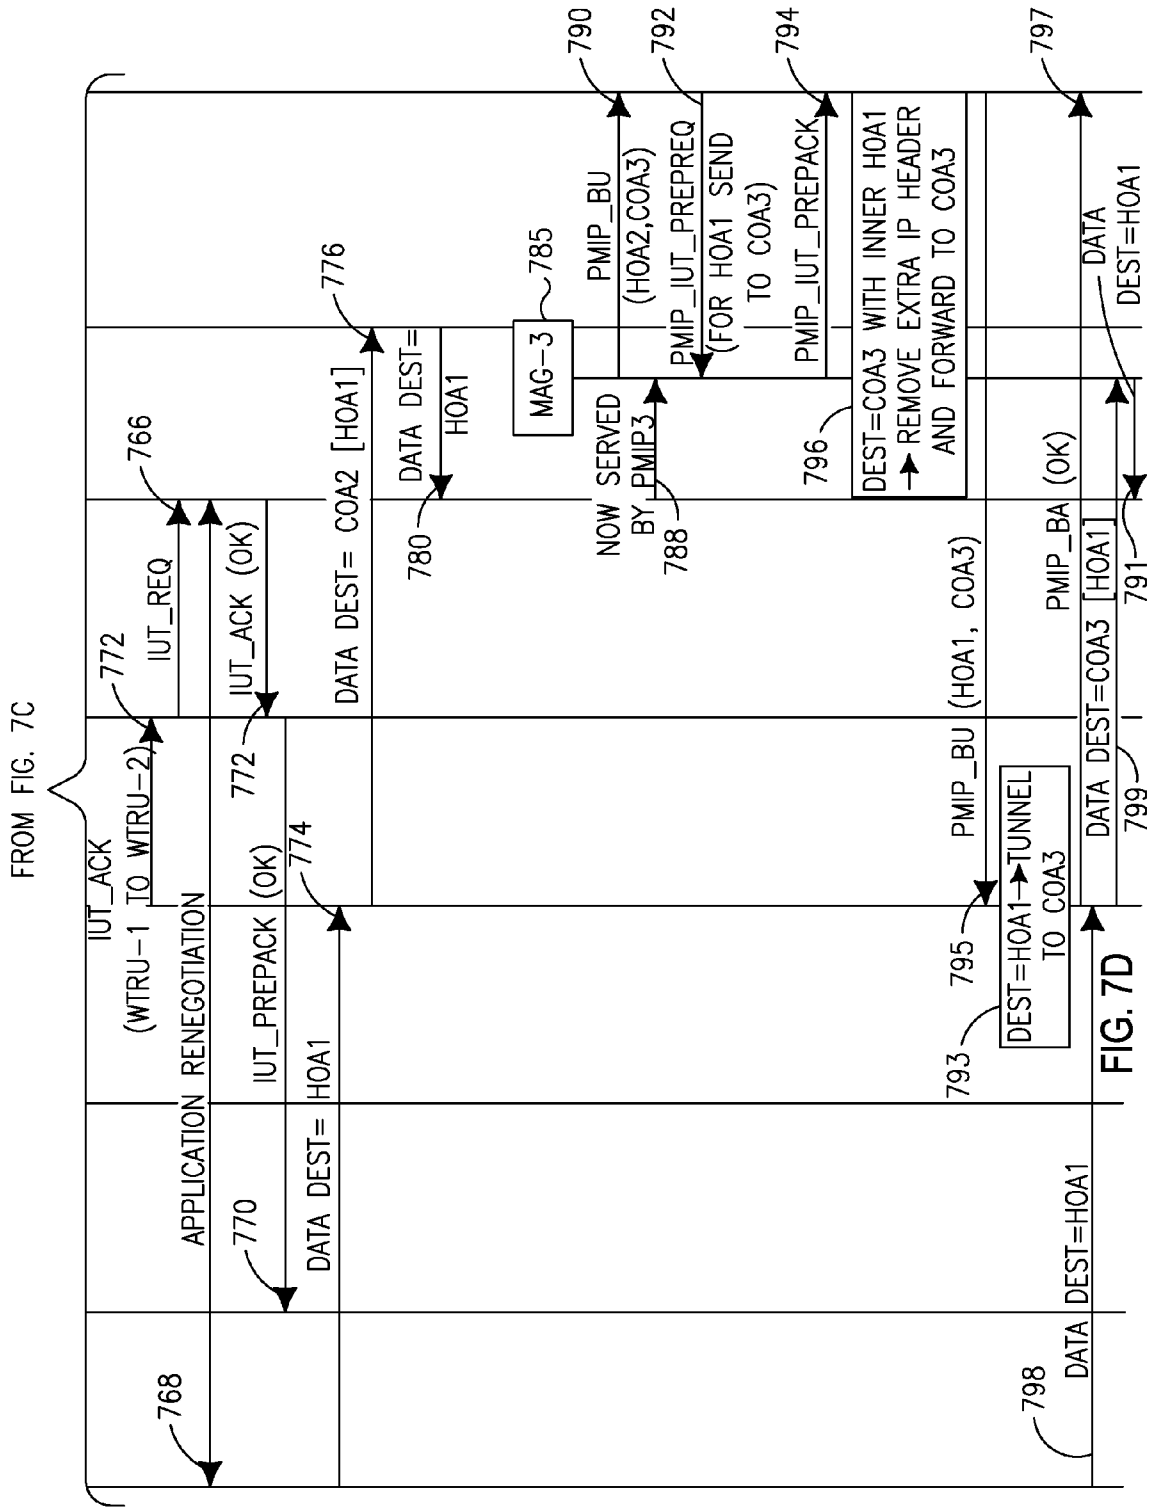 FROM FIG. 7C
IUT_ACK
(WTRU-1 TO WTRU-2)
772
IUT_REQ
766
APPLICATION RENEGOTIATION
768
IUT_ACK (OK)
772
IUT_PREPACK (OK)
770
DATA DEST= HOA1
774
DATA DEST= COA2 [HOA1]
776
DATA DEST=
HOA1
780
MAG-3
785
NOW SERVED
BY PMIP3
788
PMIP_BU
(HOA2,COA3)
790
PMIP_IUT_PREPREQ
(FOR HOA1 SEND
TO COA3)
792
PMIP_IUT_PREPACK
794
796
DEST=COA3 WITH INNER HOA1
REMOVE EXTRA IP HEADER
AND FORWARD TO COA3
PMIP_BU (HOA1, COA3)
795
793
DEST=HOA1→TUNNEL
TO COA3
PMIP_BA (OK)
797
DATA DEST=HOA1
798
DATA DEST=COA3 [HOA1]
799
DATA
DEST=HOA1
791
FIG. 7D